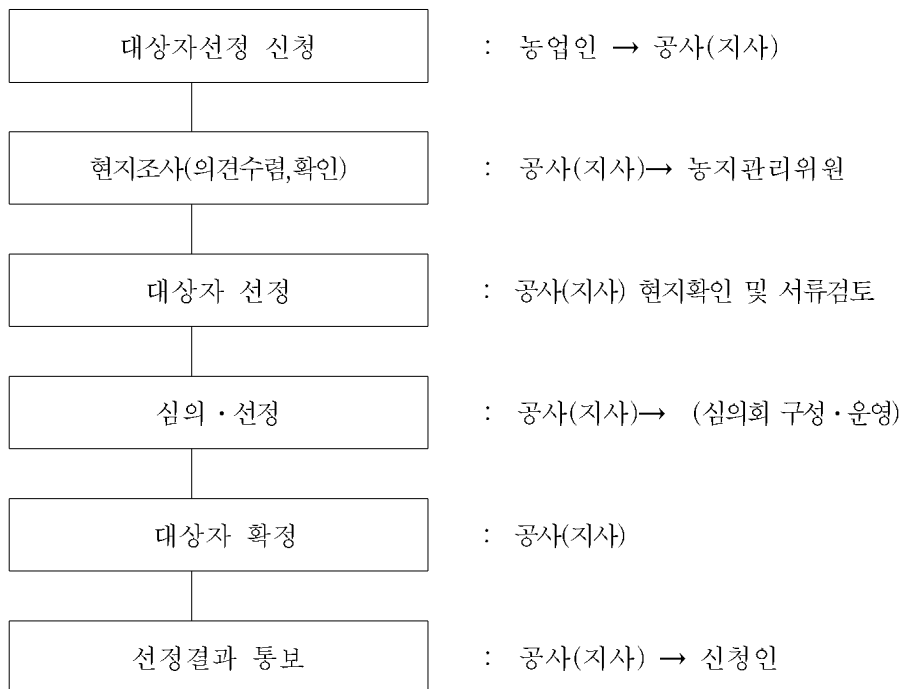 대상자선정 신청 : 농업인 → 공사(지사)
현지조사(의견수렴,확인) : 공사(지사)→ 농지관리위원
대상자 선정 : 공사(지사) 현지확인 및 서류검토
심의·선정 : 공사(지사)→ (심의회 구성·운영)
대상자 확정 : 공사(지사)
선정결과 통보 : 공사(지사) → 신청인